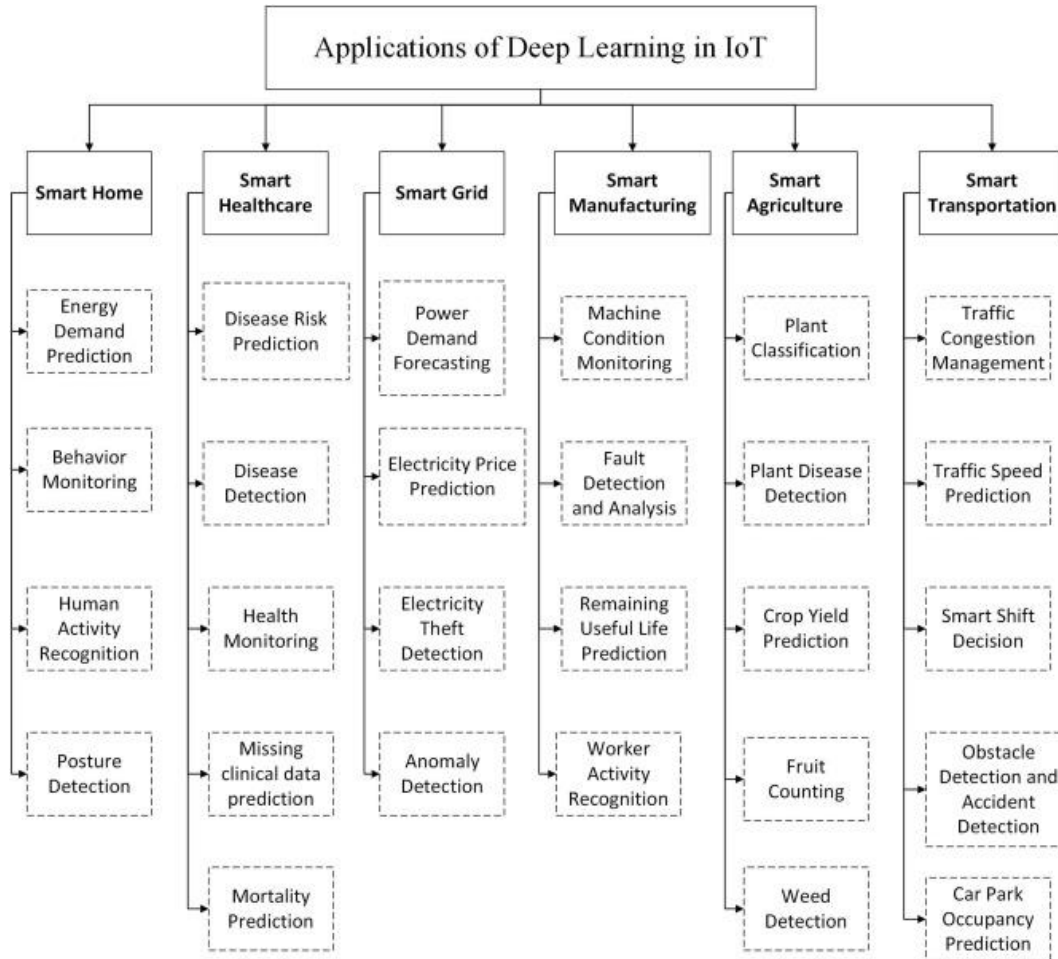 Applications of Deep Learning in IoT
Smart Home
Energy
Demand
Prediction
Behavior
Monitoring
Human
Activity
Recognition
Posture
Detection
Smart
Healthcare
Disease Risk
Prediction
Disease
Detection
Health
Monitoring
Missing
clinical data
prediction
Mortality
Prediction
Smart Grid
Power
Demand
Forecasting
Electricity Price
Prediction
Electricity
Theft
Detection
Anomaly
Detection
Smart
Manufacturing
Machine
Condition
Monitoring
Fault
Detection
and Analysis
Remaining
Useful Life
Prediction
Worker
Activity
Recognition
Smart
Agriculture
Plant
Classification
Plant Disease
Detection
Crop Yield
Prediction
Fruit
Counting
Weed
Detection
Smart
Transportation
Traffic
Congestion
Management
Traffic Speed
Prediction
Smart Shift
Decision
Obstacle
Detection and
Accident
Detection
Car Park
Occupancy
Prediction